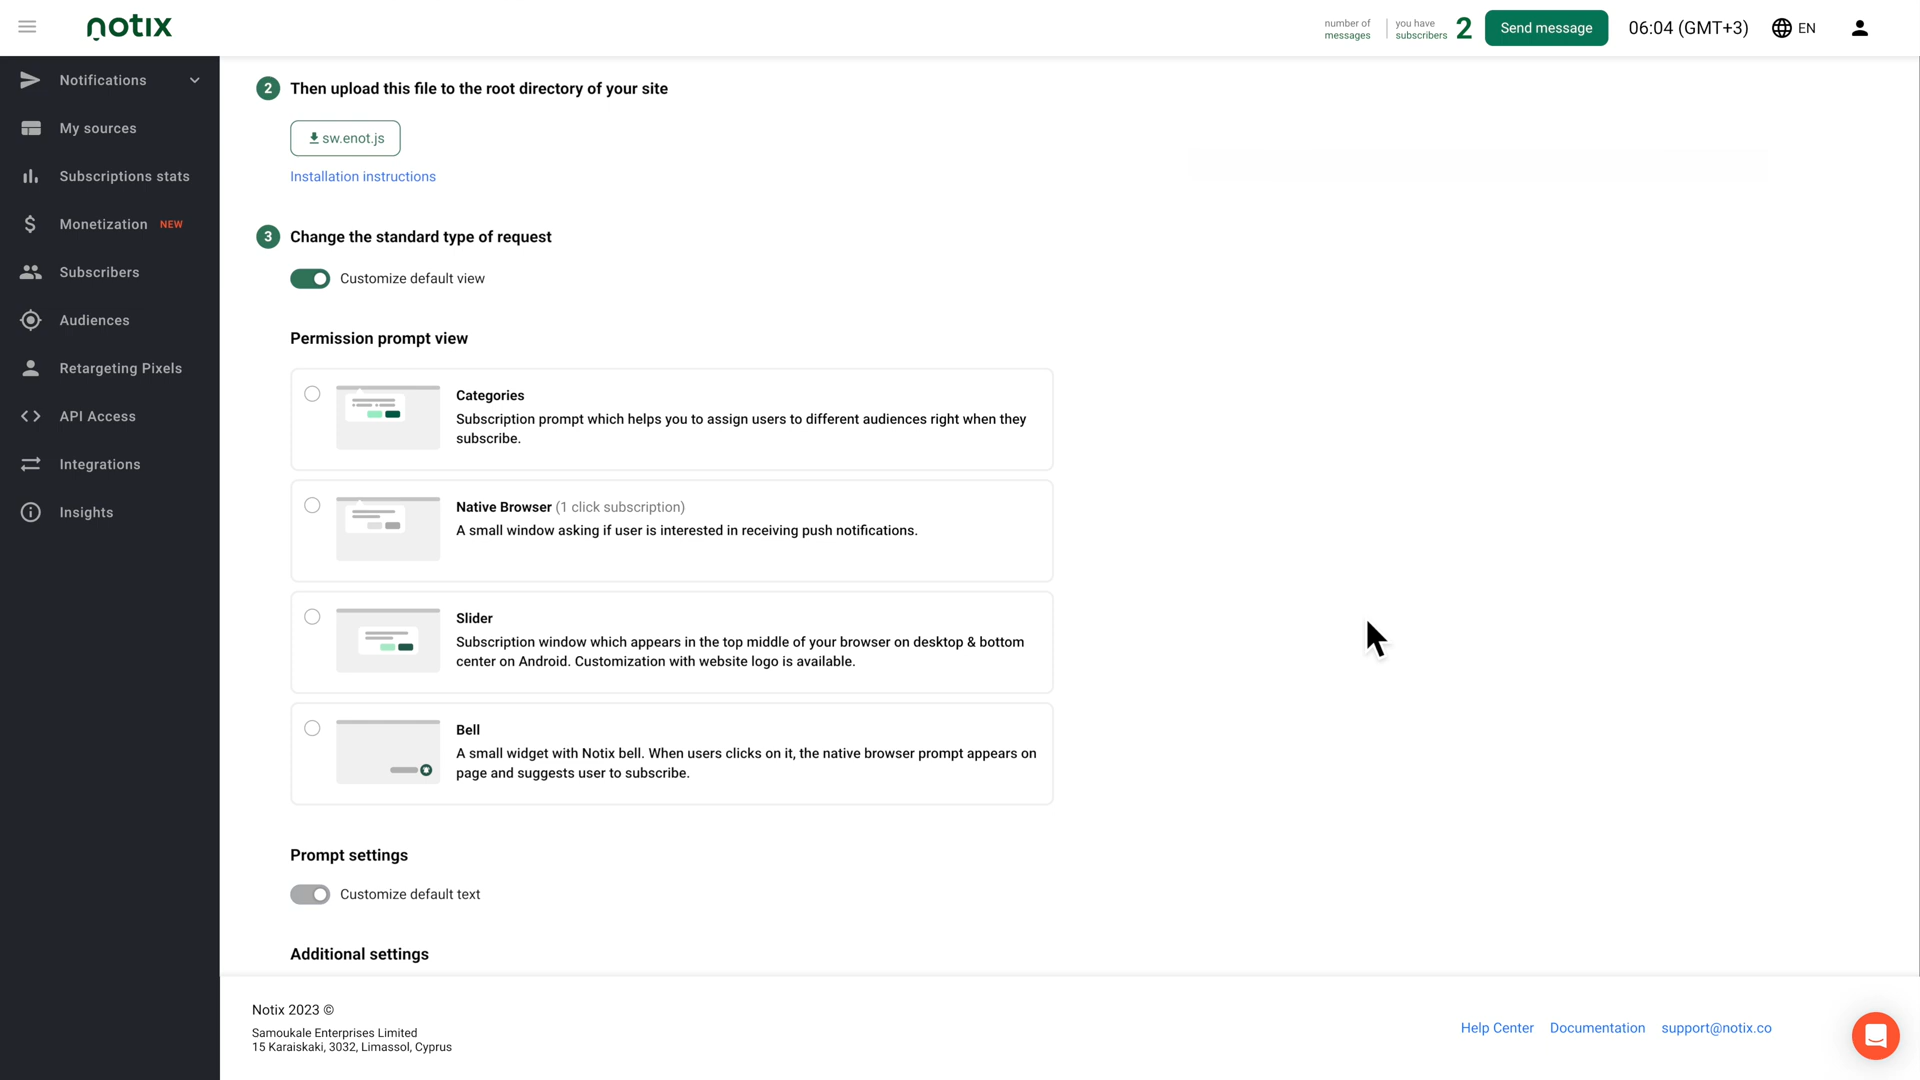 notix
number of
messages
you have
subscribers
2
Send message
06:04 (GMT+3)
EN
Notifications
My sources
Subscriptions stats
Monetization NEW
Subscribers
Audiences
Retargeting Pixels
API Access
Integrations
Insights
2 Then upload this file to the root directory of your site
sw.enot.js
Installation instructions
3 Change the standard type of request
Customize default view
Permission prompt view
Categories
Subscription prompt which helps you to assign users to different audiences right when they
subscribe.
Native Browser (1 click subscription)
A small window asking if user is interested in receiving push notifications.
Slider
Subscription window which appears in the top middle of your browser on desktop & bottom
center on Android. Customization with website logo is available.
Bell
A small widget with Notix bell. When users clicks on it, the native browser prompt appears on
page and suggests user to subscribe.
Prompt settings
Customize default text
Additional settings
Notix 2023 ©
Samoukale Enterprises Limited
15 Karaiskaki, 3032, Limassol, Cyprus
Help Center
Documentation
support@notix.co